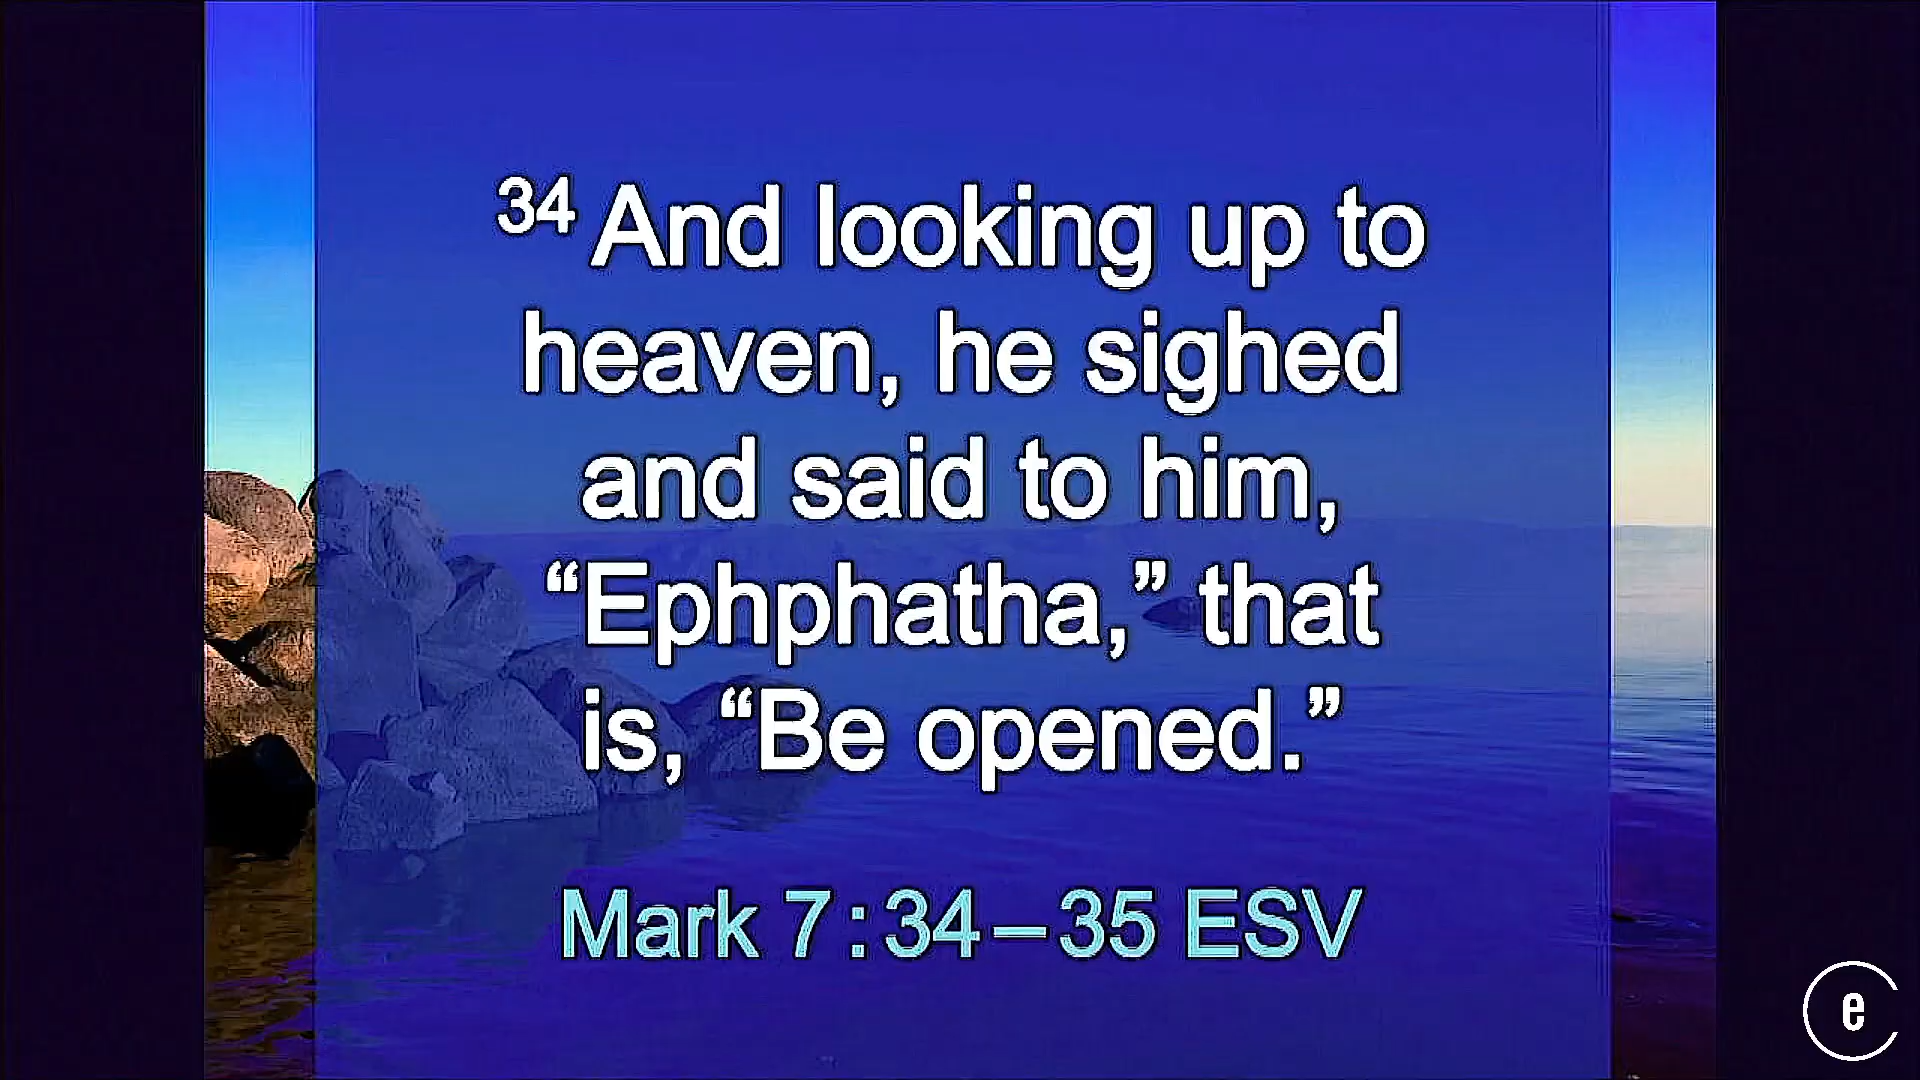 34 And looking up to
heaven, he sighed
and said to him,
“Ephphatha,” that
is, “Be opened.”
Mark 7:34–35 ESV
e